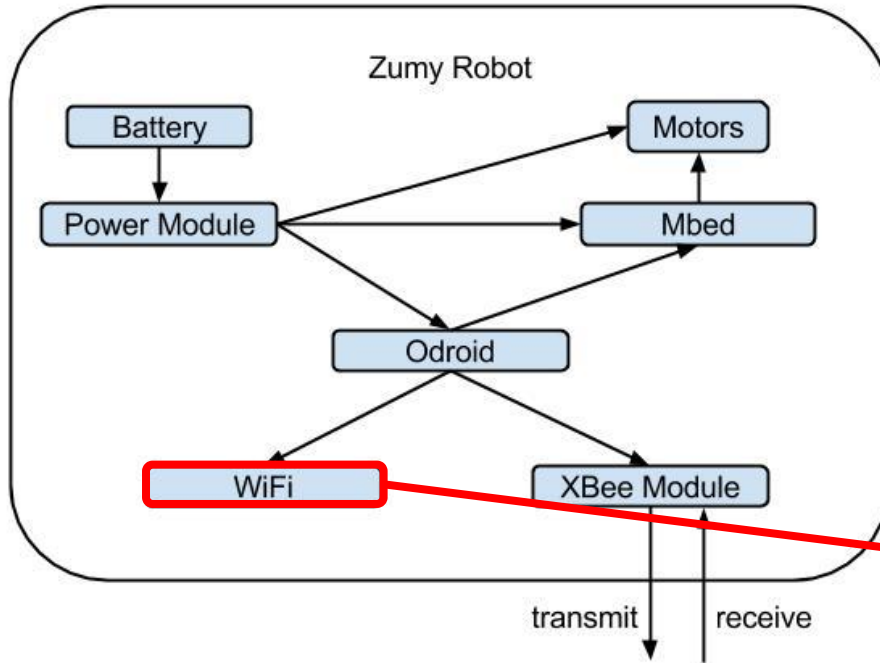 Zumy Robot
Battery
Motors
Power Module
Mbed
Odroid
WiFi
XBee Module
transmit
receive